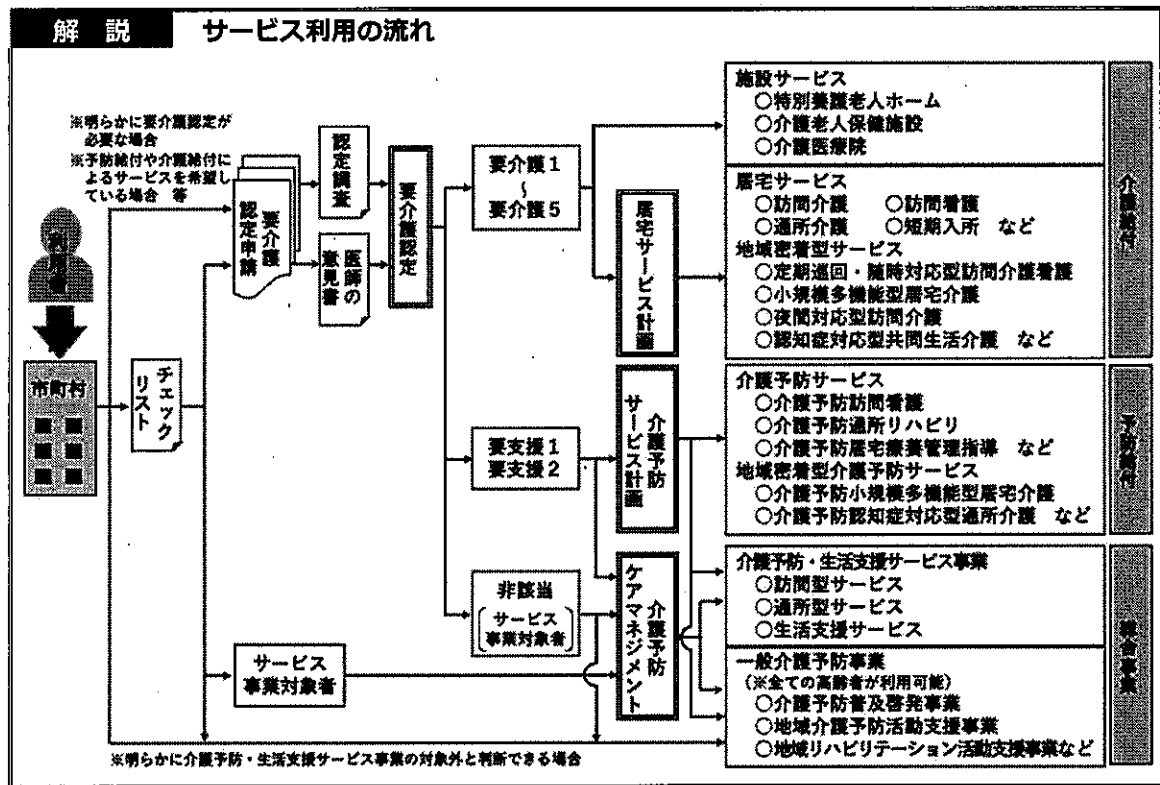 解説 サービス利用の流れ
※明らかに要介護認定が
必要な場合
※予防給付や介護給付に
よるサービスを希望し
ている場合 等
利用者
市町村
チェック
リスト
要介護
認定申請
認定調査
医師の
意見書
要介護認定
要介護1
〜
要介護5
要支援1
要支援2
非該当
(サービス
事業対象者)
サービス
事業対象者
居宅サービス計画
介護予防
サービス計画
介護予防
ケアマネジメント
施設サービス
○特別養護老人ホーム
○介護老人保健施設
○介護医療院
居宅サービス
○訪問介護 ○訪問看護
○通所介護 ○短期入所 など
地域密着型サービス
○定期巡回・随時対応型訪問介護看護
○小規模多機能型居宅介護
○夜間対応型訪問介護
○認知症対応型共同生活介護 など
介護給付
介護予防サービス
○介護予防訪問看護
○介護予防通所リハビリ
○介護予防居宅療養管理指導 など
地域密着型介護予防サービス
○介護予防小規模多機能型居宅介護
○介護予防認知症対応型通所介護 など
予防給付
介護予防・生活支援サービス事業
○訪問型サービス
○通所型サービス
○生活支援サービス
一般介護予防事業
(※全ての高齢者が利用可能)
○介護予防普及啓発事業
○地域介護予防活動支援事業
○地域リハビリテーション活動支援事業など
総合事業
※明らかに介護予防・生活支援サービス事業の対象外と判断できる場合